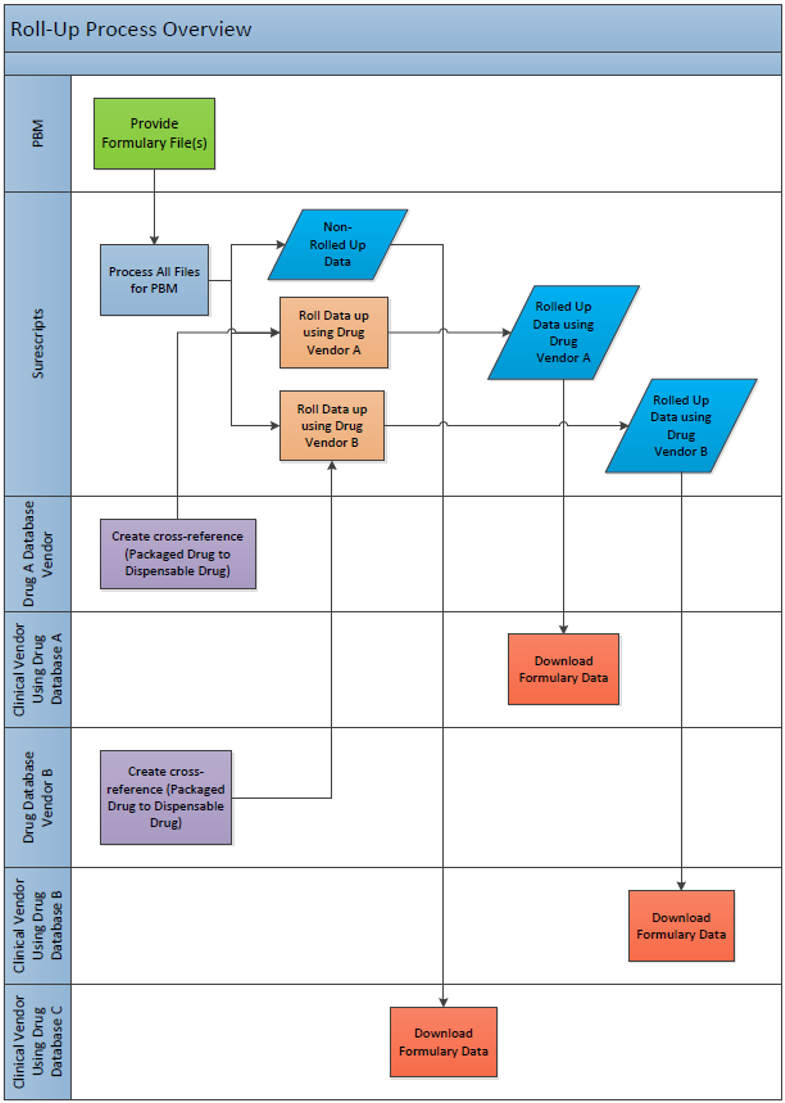 Roll-Up Process Overview
PBM
Provide
Formulary File(s)
Surescripts
Process All Files
for PBM
Non-
Rolled Up
Data
Roll Data up
using Drug
Vendor A
Rolled Up
Data using
Drug
Vendor A
Roll Data up
using Drug
Vendor B
Rolled Up
Data using
Drug
Vendor B
Drug A Database
Vendor
Create cross-reference
(Packaged Drug to
Dispensable Drug)
Clinical Vendor
Using Drug
Database A
Download
Formulary Data
Drug Database
Vendor B
Create cross-
reference (Packaged
Drug to Dispensable
Drug)
Clinical Vendor
Using Drug
Database B
Download
Formulary Data
Clinical Vendor
Using Drug
Database C
Download
Formulary Data